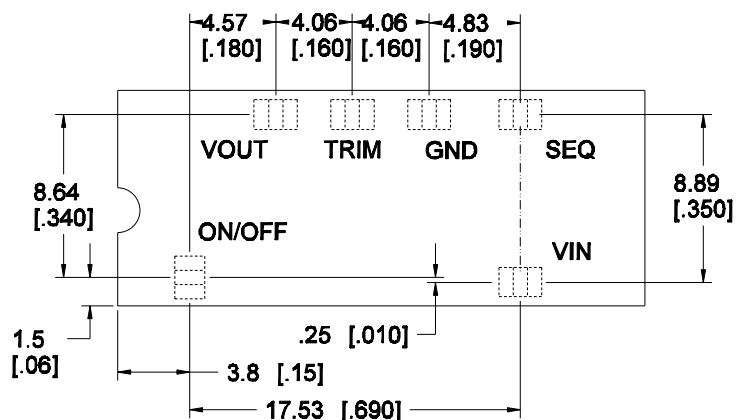 4.57 4.06 4.06 4.83
[.180] [.160] [.160] [.190]
VOUT TRIM GND SEQ
8.64
[.340]
8.89
[.350]
ON/OFF
VIN
1.5
[.06]
.25 [.010]
3.8 [.15]
17.53 [.690]